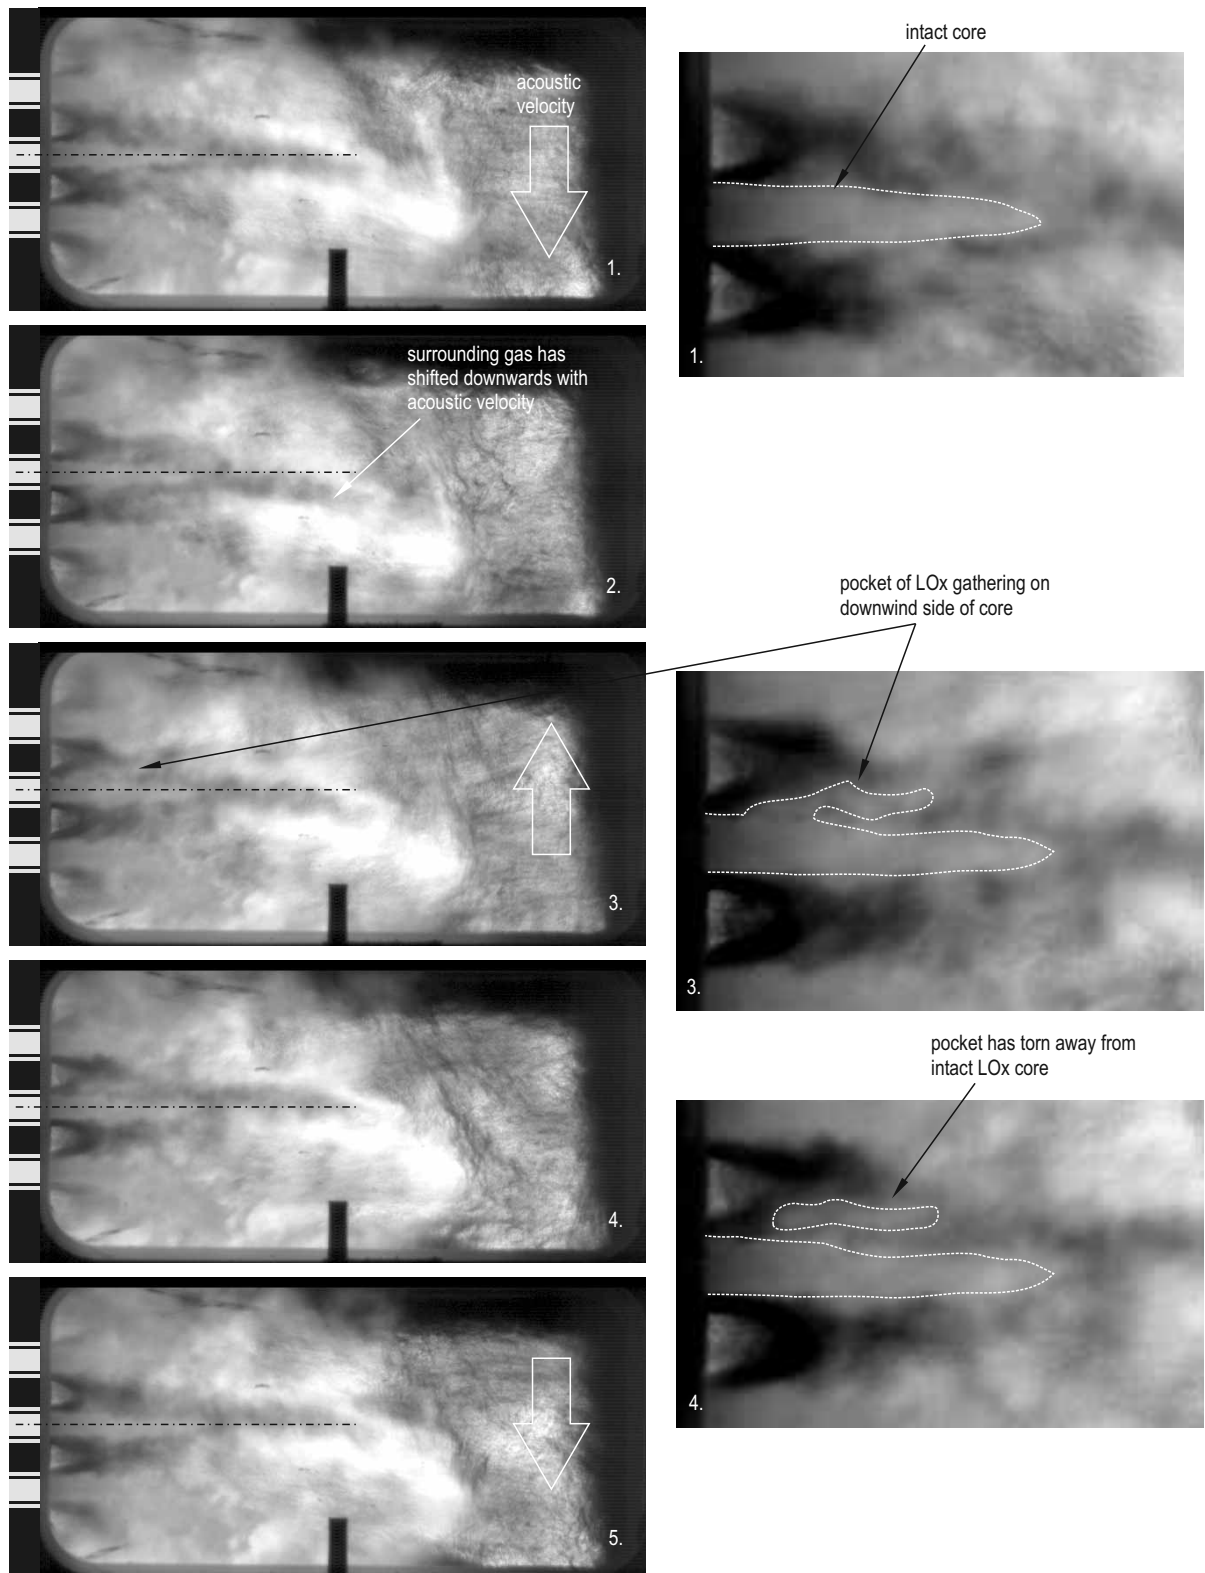 acoustic
velocity
1.
intact core
1.
surrounding gas has
shifted downwards with
acoustic velocity
2.
pocket of LOx gathering on
downwind side of core
3.
3.
4.
pocket has torn away from
intact LOx core
4.
5.